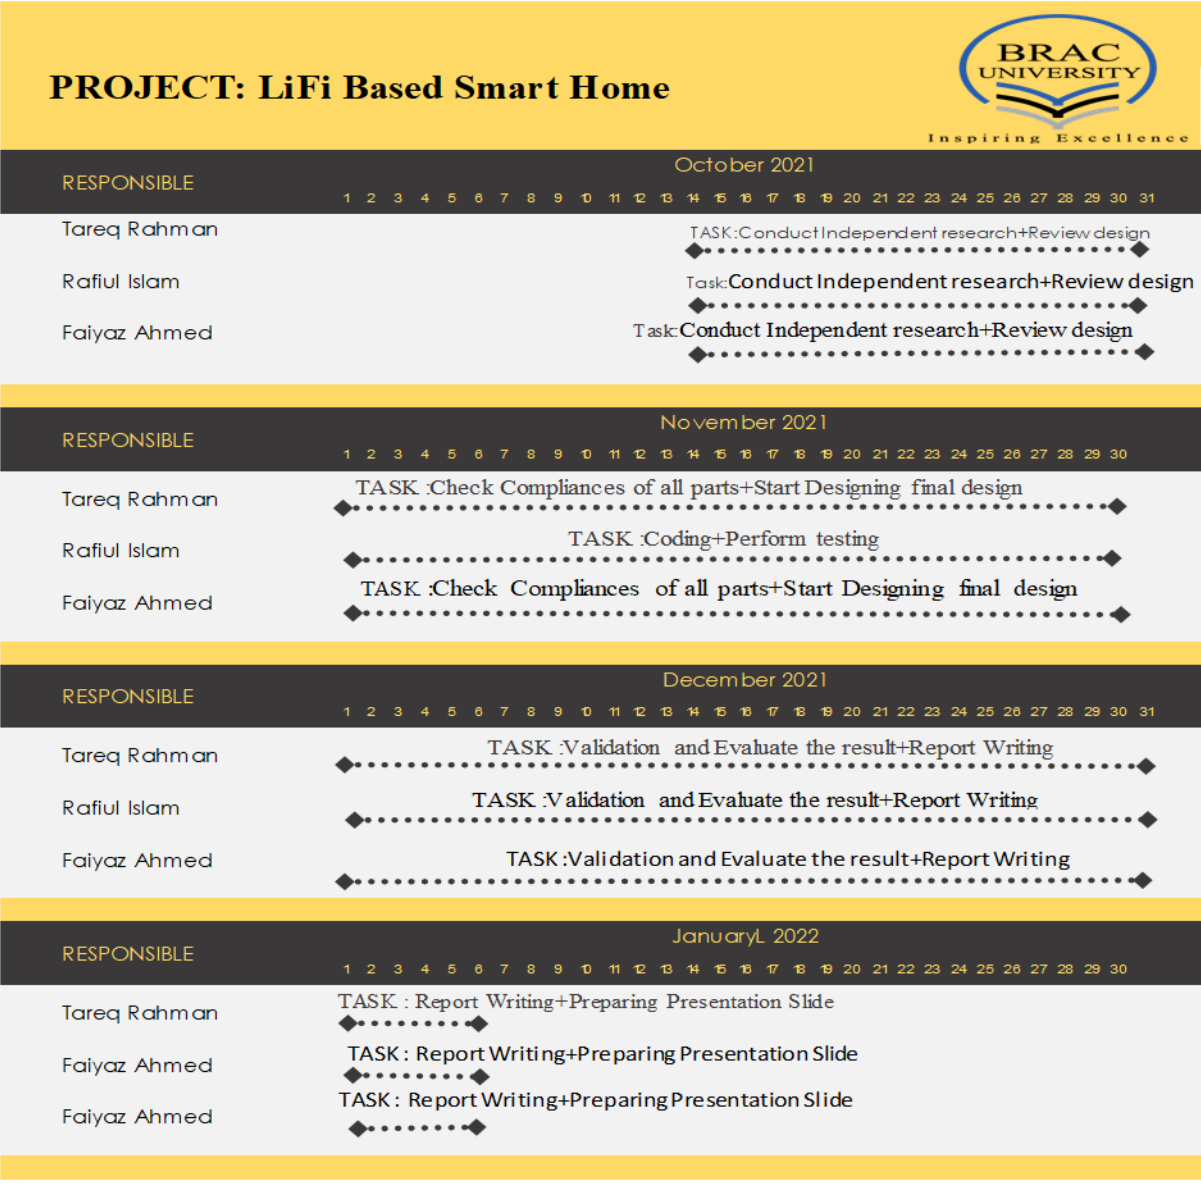 PROJECT: LiFi Based Smart Home
BRAC
UNIVERSITY
Inspiring Excellence
October 2021
RESPONSIBLE
1 2 3 4 5 6 7 8 9 10 11 12 13 14 15 16 17 18 19 20 21 22 23 24 25 26 27 28 29 30 31
Tareq Rahman
TASK:Conduct Independent research+Review design
Rafiul Islam
Task:Conduct Independent research+Review design
Faiyaz Ahmed
Task:Conduct Independent research+Review design
November 2021
RESPONSIBLE
1 2 3 4 5 6 7 8 9 10 11 12 13 14 15 16 17 18 19 20 21 22 23 24 25 26 27 28 29 30
Tareq Rahman
TASK :Check Compliances of all parts+Start Designing final design
Rafiul Islam
TASK :Coding+Perform testing
Faiyaz Ahmed
TASK :Check Compliances of all parts+Start Designing final design
December 2021
RESPONSIBLE
1 2 3 4 5 6 7 8 9 10 11 12 13 14 15 16 17 18 19 20 21 22 23 24 25 26 27 28 29 30 31
Tareq Rahman
TASK :Validation and Evaluate the result+Report Writing
Rafiul Islam
TASK :Validation and Evaluate the result+Report Writing
Faiyaz Ahmed
TASK :Validation and Evaluate the result+Report Writing
JanuaryL 2022
RESPONSIBLE
1 2 3 4 5 6 7 8 9 10 11 12 13 14 15 16 17 18 19 20 21 22 23 24 25 26 27 28 29 30
Tareq Rahman
TASK : Report Writing+Preparing Presentation Slide
Faiyaz Ahmed
TASK : Report Writing+Preparing Presentation Slide
Faiyaz Ahmed
TASK : Report Writing+Preparing Presentation Slide